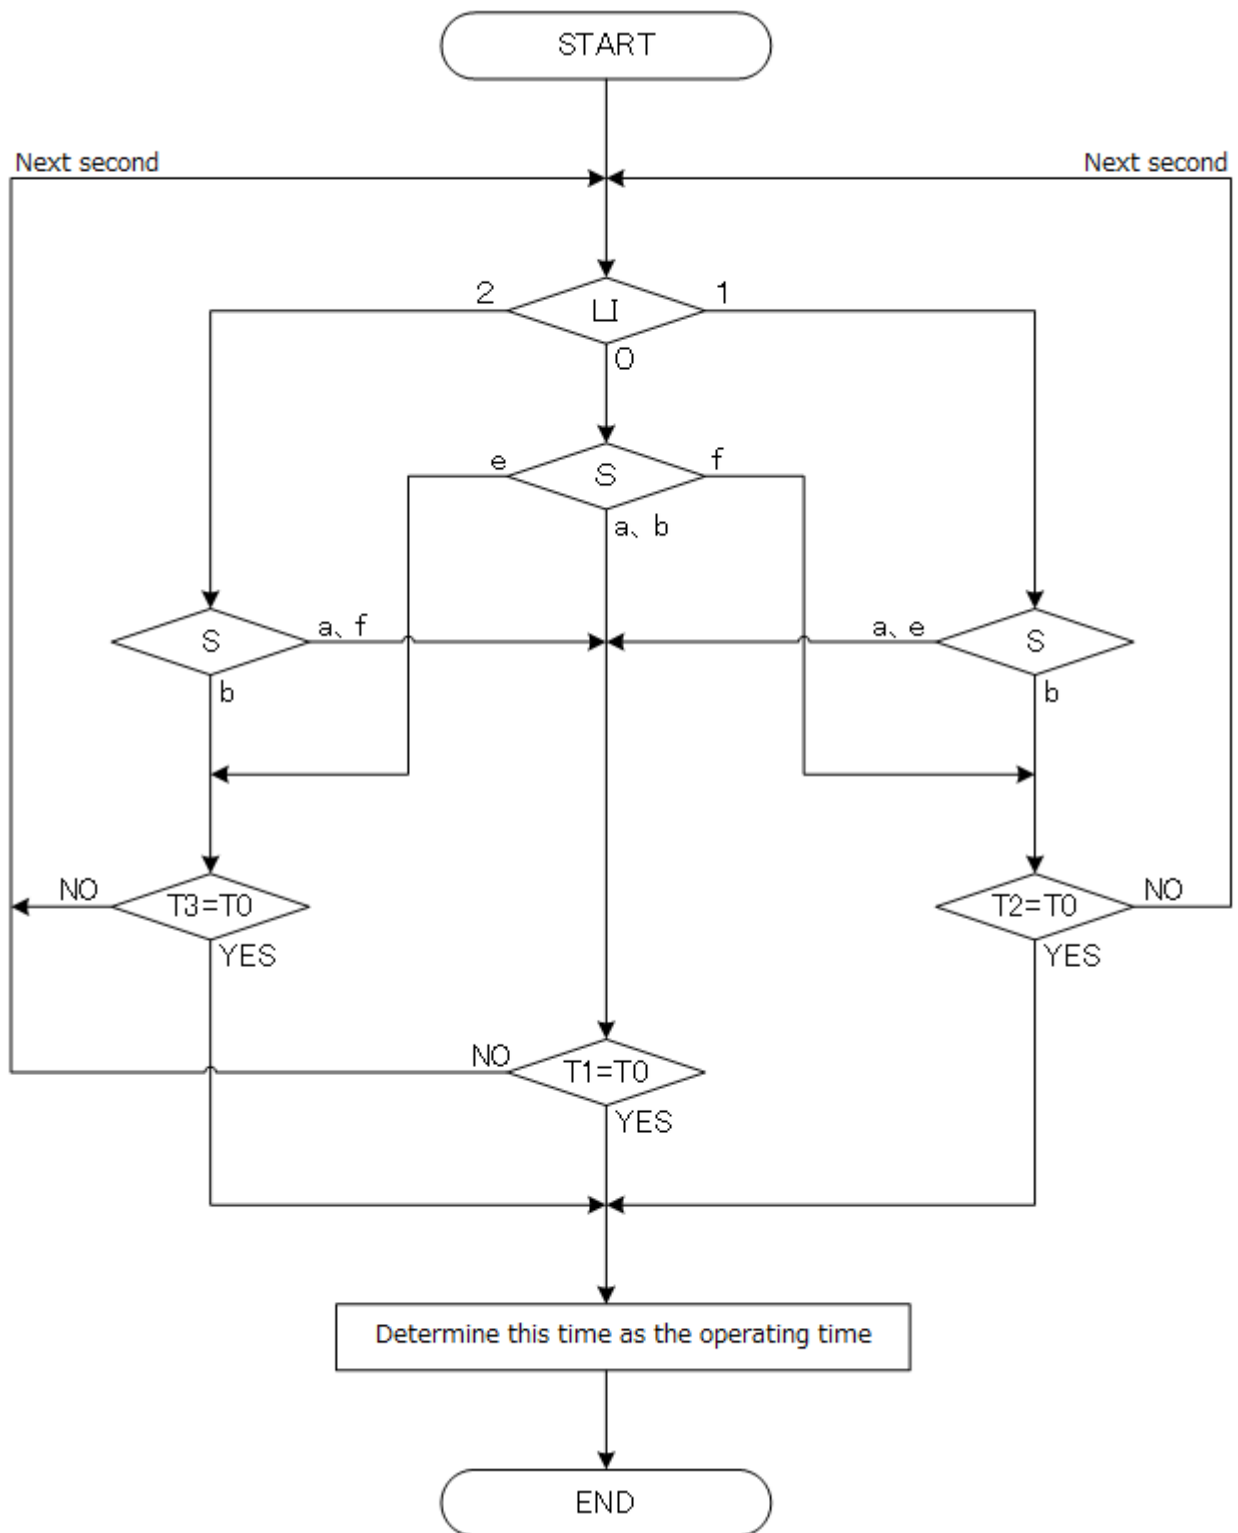 START
Next second
Next second
2
LI
1
0
e
S
f
a、b
S
a、f
a、e
S
b
b
NO
T3=T0
T2=T0
NO
YES
YES
NO
T1=T0
YES
Determine this time as the operating time
END